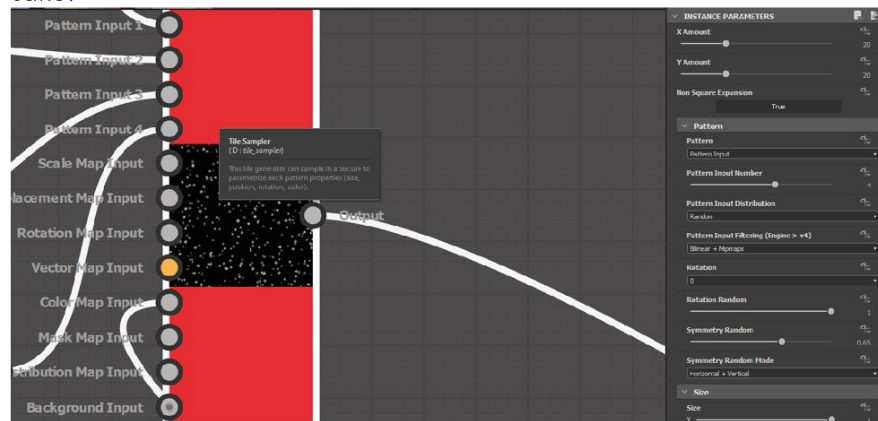 Pattern Input 1
Pattern Input 2
Pattern Input 3
Pattern Input 4
Scale Map Input
lacement Map Input
Rotation Map Input
Vector Map Input
Color Map Input
Mask Map Input
tribution Map Input
Background Input
Tile Sampler
(D : tile_sampler)
This tile generator can sample in a texture to
parametrize each pattern properties (size,
position, rotation, color).
Output
INSTANCE PARAMETERS
X Amount
20
Y Amount
20
Non Square Expansion
True
Pattern
Pattern
Pattern Input
Pattern Input Number
4
Pattern Input Distribution
Random
Pattern Input Filtering (Engine > v4)
Bilinear + Mipmaps
Rotation
0
Rotation Random
1
Symmetry Random
0.65
Symmetry Random Mode
Horizontal + Vertical
Size
Size
X
1